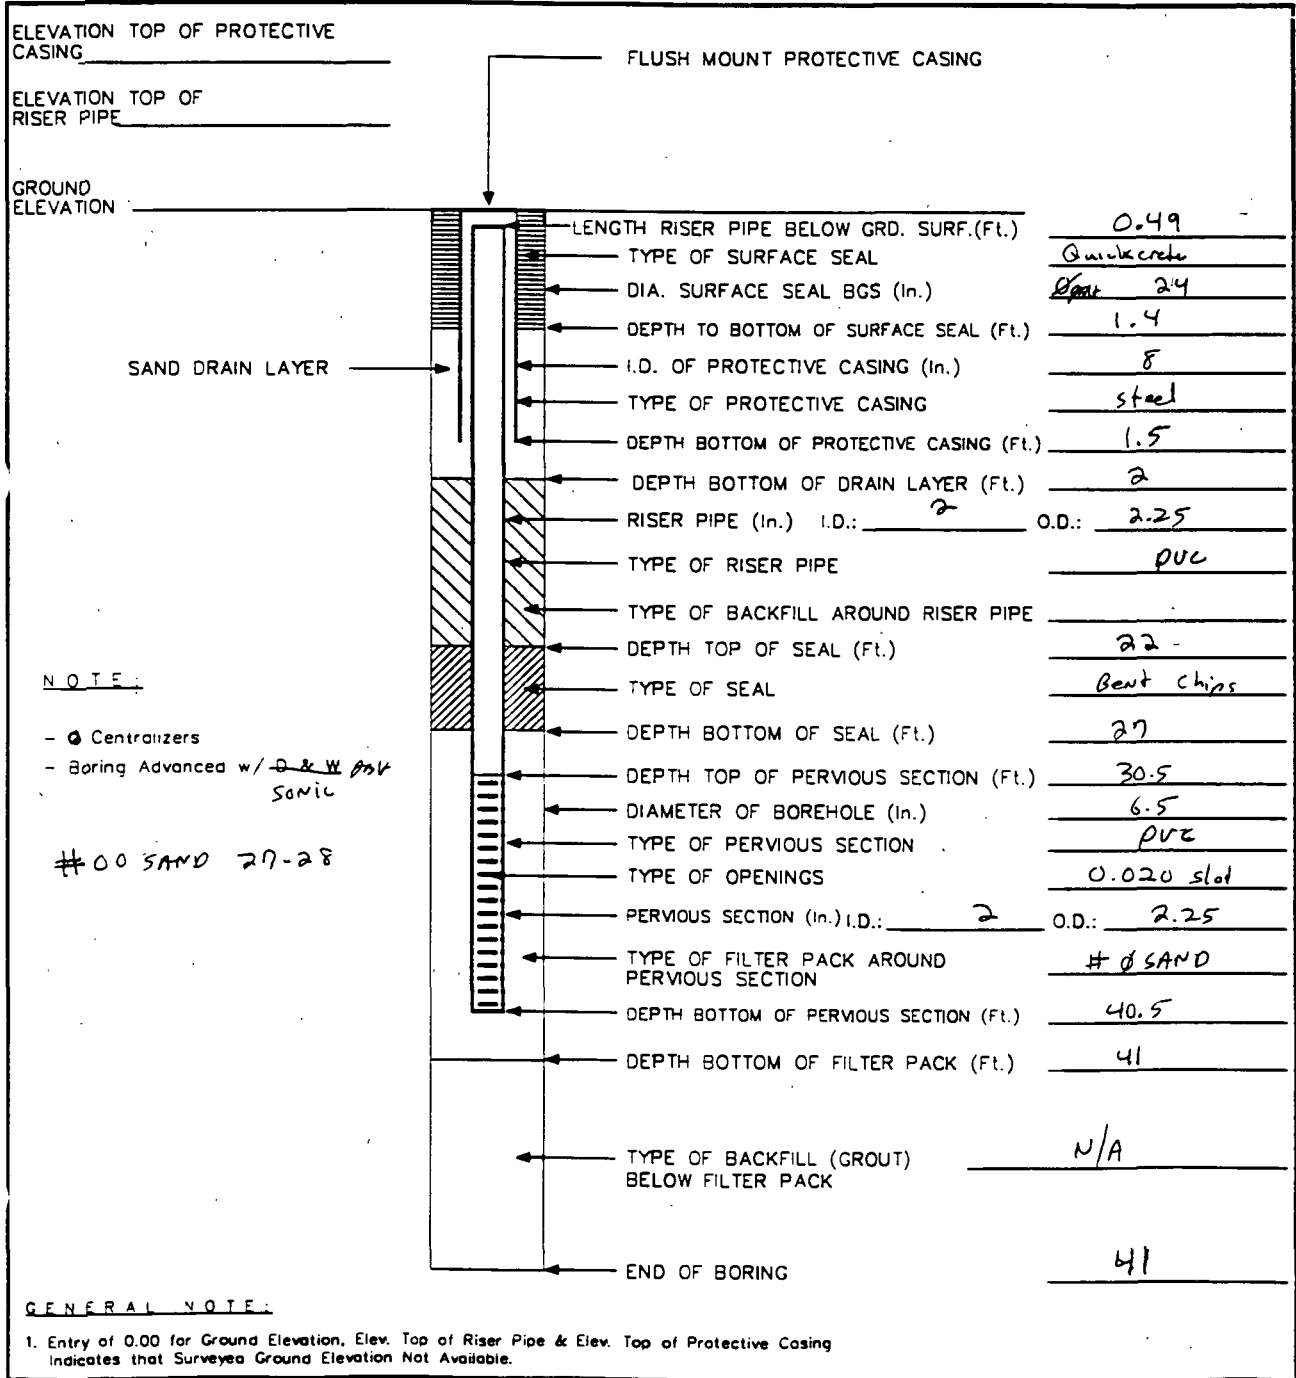 ELEVATION TOP OF PROTECTIVE
CASING
FLUSH MOUNT PROTECTIVE CASING
ELEVATION TOP OF
RISER PIPE
GROUND
ELEVATION
LENGTH RISER PIPE BELOW GRD. SURF.(Ft.) 0.49
TYPE OF SURFACE SEAL Quickcrete
DIA. SURFACE SEAL BGS (In.) 24
DEPTH TO BOTTOM OF SURFACE SEAL (Ft.) 1.4
SAND DRAIN LAYER
I.D. OF PROTECTIVE CASING (In.) 8
TYPE OF PROTECTIVE CASING steel
DEPTH BOTTOM OF PROTECTIVE CASING (Ft.) 1.5
DEPTH BOTTOM OF DRAIN LAYER (Ft.) 2
RISER PIPE (In.) I.D.: 2 O.D.: 2.25
TYPE OF RISER PIPE PVC
TYPE OF BACKFILL AROUND RISER PIPE
DEPTH TOP OF SEAL (Ft.) 22
NOTE:
TYPE OF SEAL Bent Chips
DEPTH BOTTOM OF SEAL (Ft.) 27
- 0 Centralizers
- Boring Advanced w/ D & W
SONIC
DEPTH TOP OF PERVIOUS SECTION (Ft.) 30.5
DIAMETER OF BOREHOLE (In.) 6.5
TYPE OF PERVIOUS SECTION PVC
#00 SAND 27-28
TYPE OF OPENINGS 0.020 slot
PERVIOUS SECTION (In.) I.D.: 2 O.D.: 2.25
TYPE OF FILTER PACK AROUND
PERVIOUS SECTION # Ø SAND
DEPTH BOTTOM OF PERVIOUS SECTION (Ft.) 40.5
DEPTH BOTTOM OF FILTER PACK (Ft.) 41
TYPE OF BACKFILL (GROUT)
BELOW FILTER PACK N/A
END OF BORING 41
GENERAL NOTE:
1. Entry of 0.00 for Ground Elevation, Elev. Top of Riser Pipe & Elev. Top of Protective Casing
Indicates that Surveyed Ground Elevation Not Available.